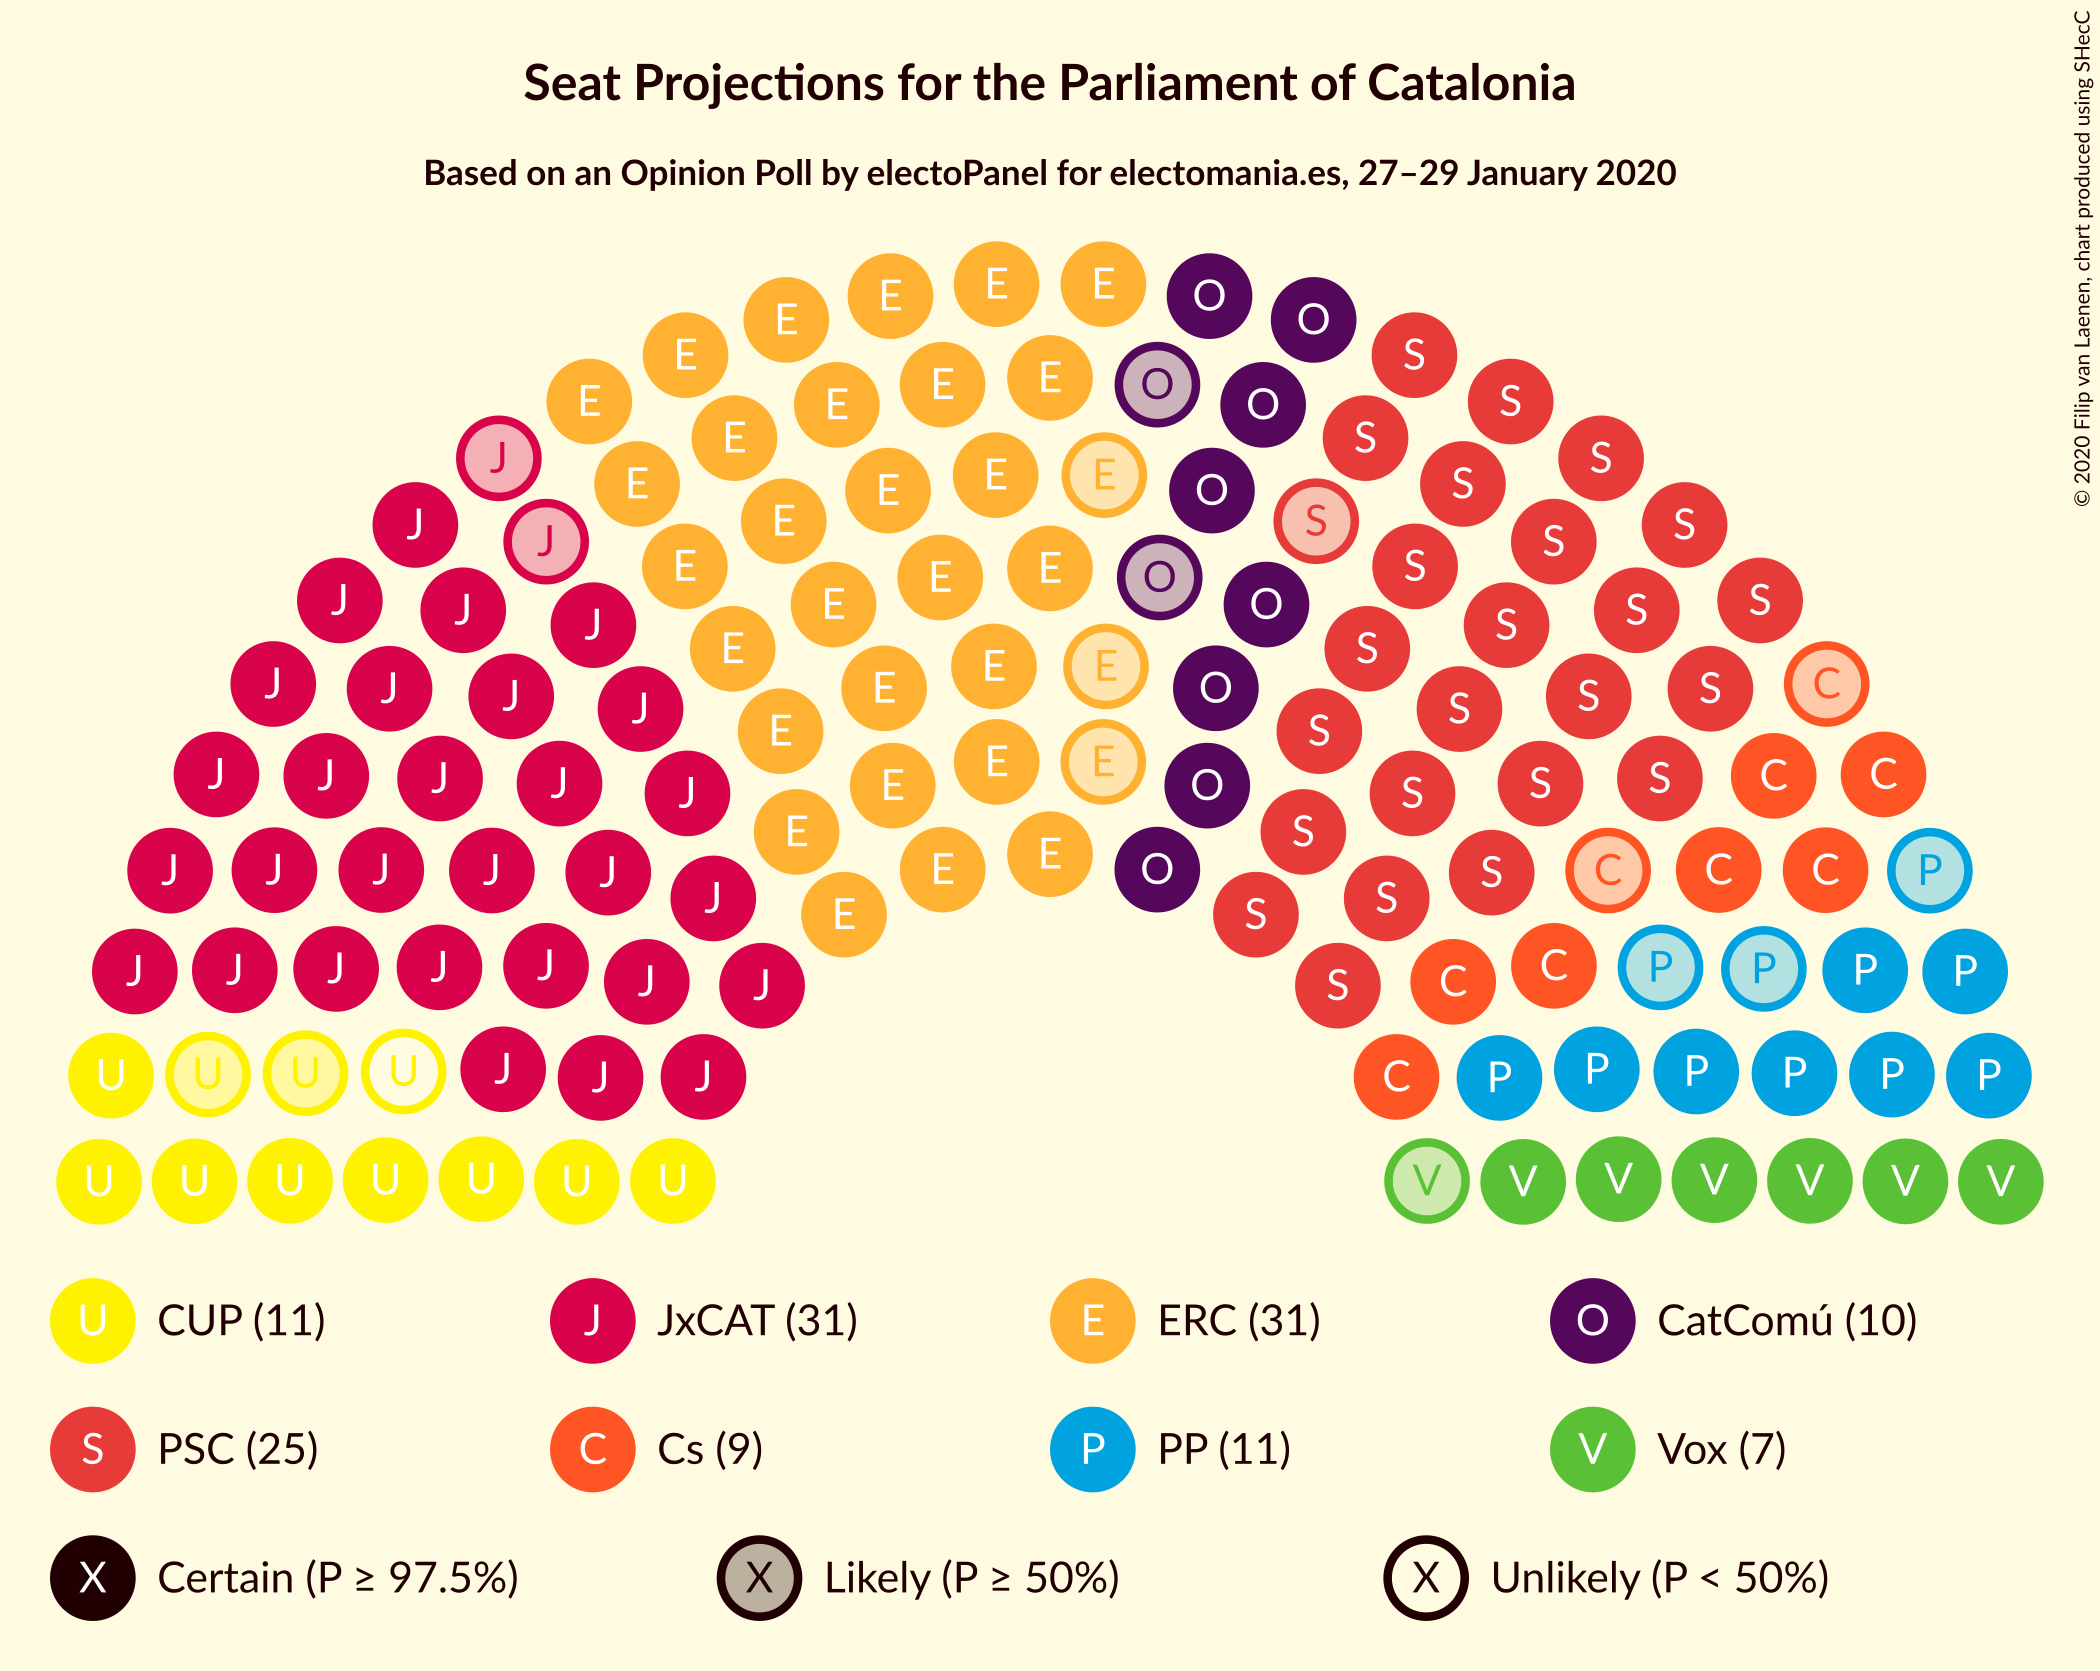 Seat Projections for the Parliament of Catalonia
Based on an Opinion Poll by electoPanel for electomania.es, 27–29 January 2020
© 2020 Filip van Laenen, chart produced using SHecC
E E E E O O
E E S
E O S
E E E O S
J E E E O S S S
J E E E S S S
J J E O S S
J J E E O O S S S
J J E S S
J J J E E E O S S S C
J J J J J E E E E O S S S S C C
E S
J J J J J J E E O S S S C C C P
E S
J J J J J J J S C C P P P P
U U U U J J J C P P P P P P
U U U U U U U V V V V V V V
U CUP (11) J JxCAT (31) E ERC (31) O CatComú (10)
S PSC (25) C Cs (9) P PP (11) V Vox (7)
X Certain (P ≥ 97.5%) X Likely (P ≥ 50%) X Unlikely (P < 50%)